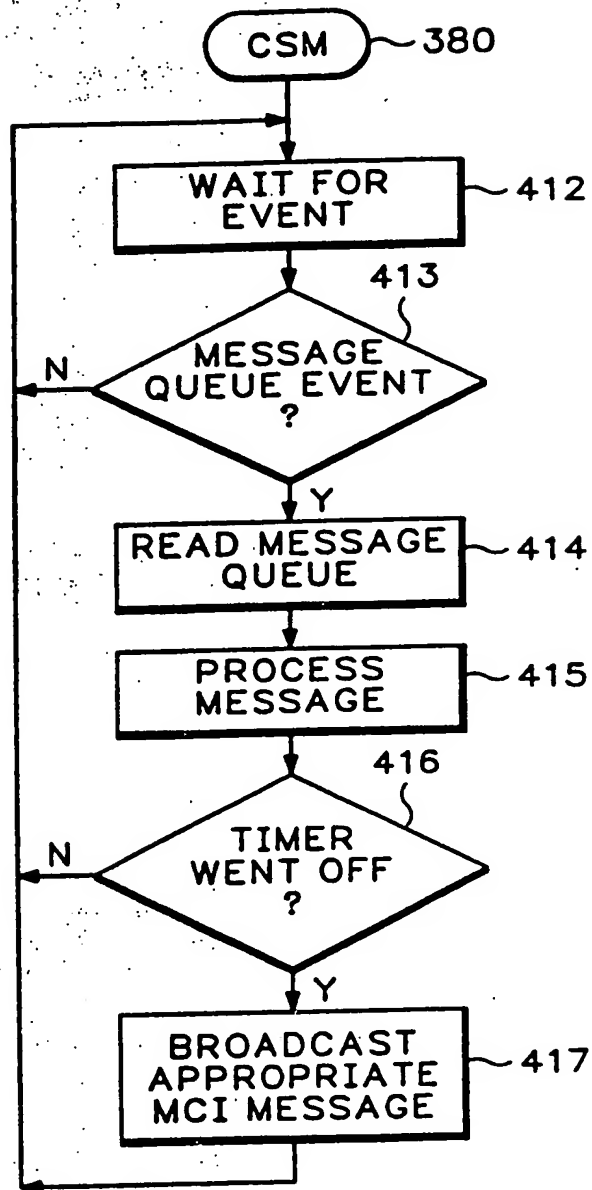 CSM
380
WAIT FOR
EVENT
412
413
MESSAGE
QUEUE EVENT
?
N
Y
READ MESSAGE
QUEUE
414
PROCESS
MESSAGE
415
416
TIMER
WENT OFF
?
N
Y
BROADCAST
APPROPRIATE
MCI MESSAGE
417